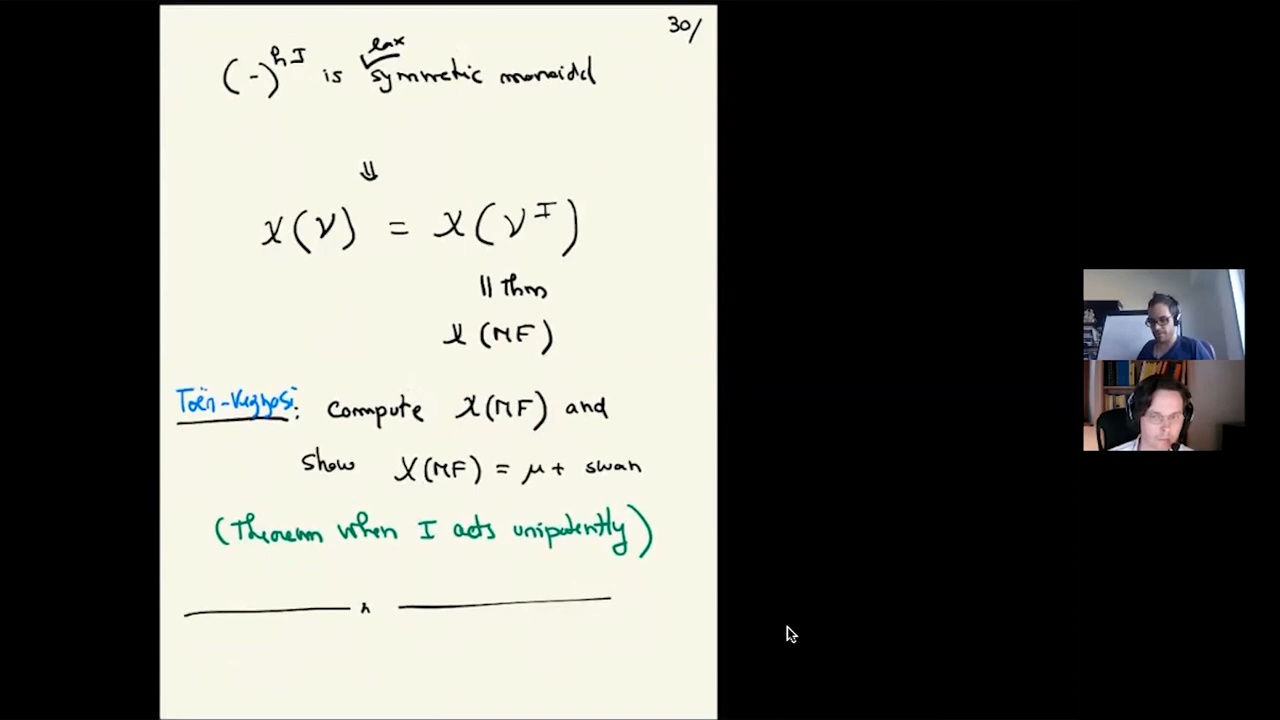 30/
lax
(-)^{hI} is symmetric monoidal
⇓
χ(ν) = χ(ν^I)
|| Thm
χ(MF)
Toën-Vezzosi: Compute χ(MF) and
show χ(MF) = μ + swan
(Theorem when I acts unipotently)